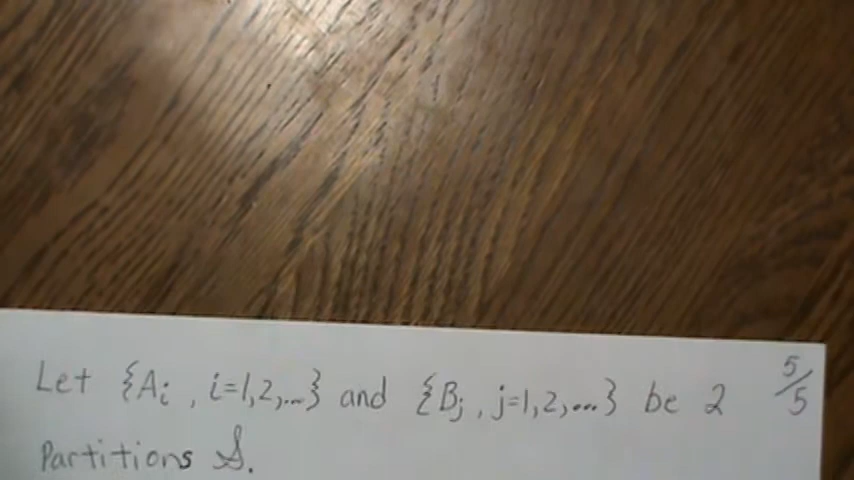 Let {Aᵢ, i=1,2,...} and {Bⱼ, j=1,2,...} be 2
Partitions S.
5/5